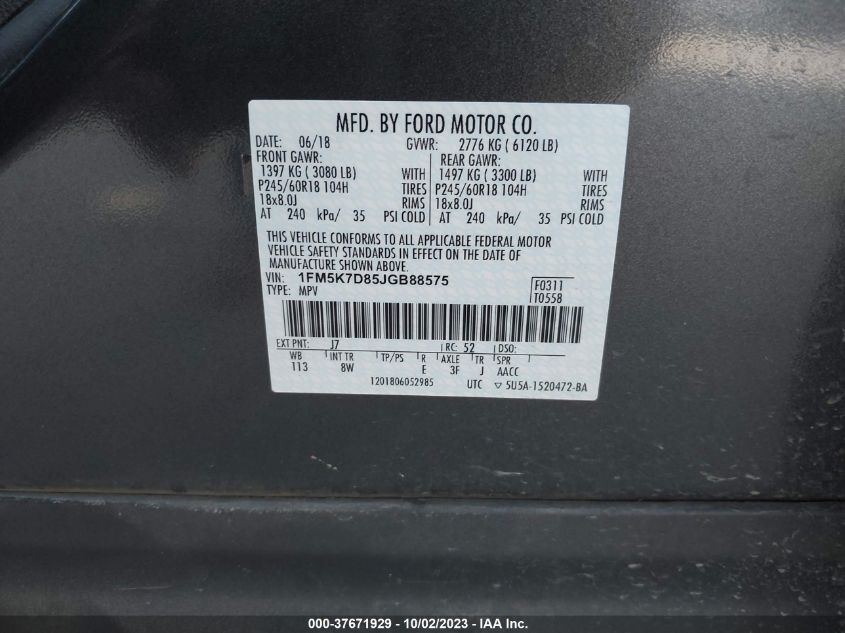 MFD. BY FORD MOTOR CO.
DATE: 06/18 GVWR: 2776 KG ( 6120 LB)
FRONT GAWR: REAR GAWR:
1397 KG ( 3080 LB) WITH 1497 KG ( 3300 LB) WITH
P245/60R18 104H TIRES P245/60R18 104H TIRES
18x8.0J RIMS 18x8.0J RIMS
AT 240 kPa/ 35 PSI COLD AT 240 kPa/ 35 PSI COLD
THIS VEHICLE CONFORMS TO ALL APPLICABLE FEDERAL MOTOR
VEHICLE SAFETY STANDARDS IN EFFECT ON THE DATE OF
MANUFACTURE SHOWN ABOVE.
VIN: 1FM5K7D85JGB88575 F0311
TYPE: MPV T0558
EXT PNT: J7 RC: 52 DSO:
WB INT TR TP/PS R AXLE TR SPR
113 8W E 3F J AACC
1201806052985 UTC ▽ 5U5A-1520472-BA
000-37671929 - 10/02/2023 - IAA Inc.